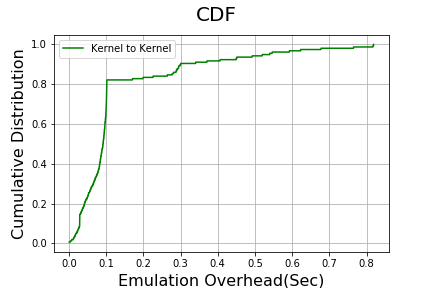 CDF
Kernel to Kernel
Cumulative Distribution
1.0
0.8
0.6
0.4
0.2
0.0
0.0 0.1 0.2 0.3 0.4 0.5 0.6 0.7 0.8
Emulation Overhead(Sec)